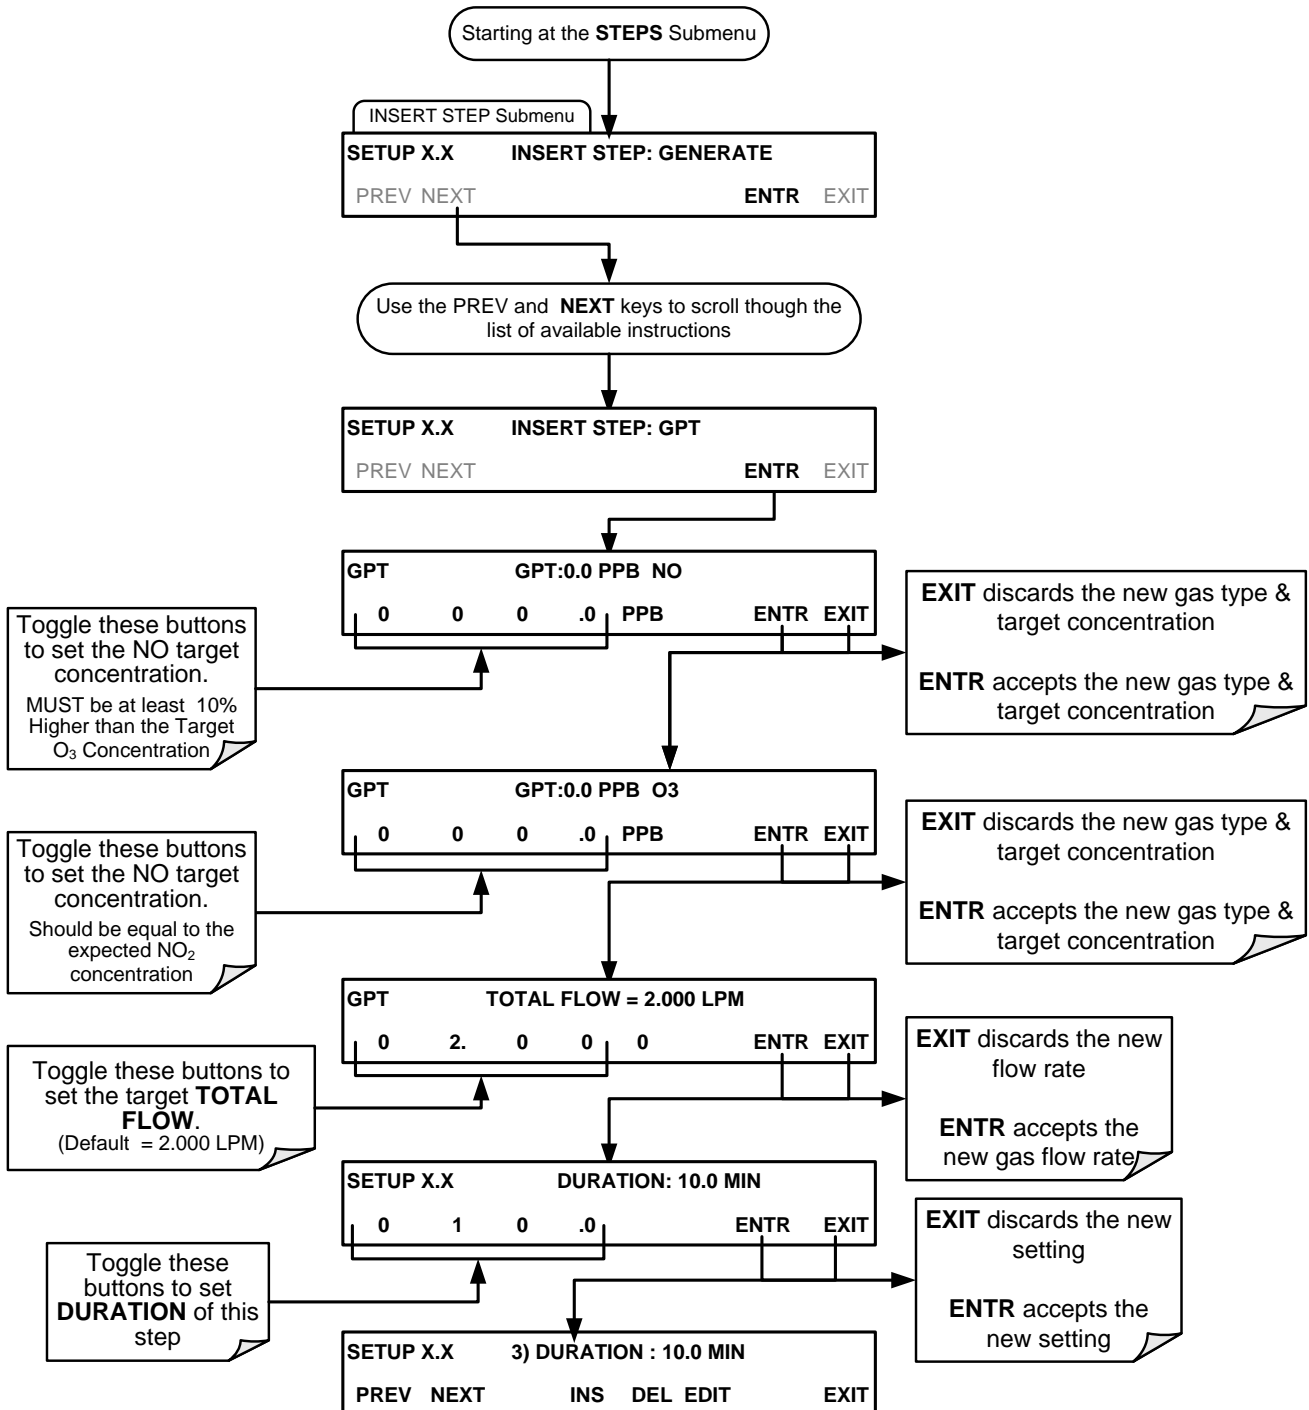 Starting at the STEPS Submenu
INSERT STEP Submenu
SETUP X.X INSERT STEP: GENERATE
PREV NEXT ENTR EXIT
Use the PREV and NEXT keys to scroll though the
list of available instructions
SETUP X.X INSERT STEP: GPT
PREV NEXT ENTR EXIT
GPT GPT:0.0 PPB NO
0 0 0 .0 PPB ENTR EXIT
Toggle these buttons
to set the NO target
concentration.
MUST be at least 10%
Higher than the Target
O3 Concentration
EXIT discards the new gas type &
target concentration
ENTR accepts the new gas type &
target concentration
GPT GPT:0.0 PPB O3
0 0 0 .0 PPB ENTR EXIT
Toggle these buttons
to set the NO target
concentration.
Should be equal to the
expected NO2
concentration
EXIT discards the new gas type &
target concentration
ENTR accepts the new gas type &
target concentration
GPT TOTAL FLOW = 2.000 LPM
0 2. 0 0 0 ENTR EXIT
Toggle these buttons to
set the target TOTAL
FLOW.
(Default = 2.000 LPM)
EXIT discards the new
flow rate
ENTR accepts the
new gas flow rate
SETUP X.X DURATION: 10.0 MIN
0 1 0 .0 ENTR EXIT
Toggle these
buttons to set
DURATION of this
step
EXIT discards the new
setting
ENTR accepts the
new setting
SETUP X.X 3) DURATION : 10.0 MIN
PREV NEXT INS DEL EDIT EXIT